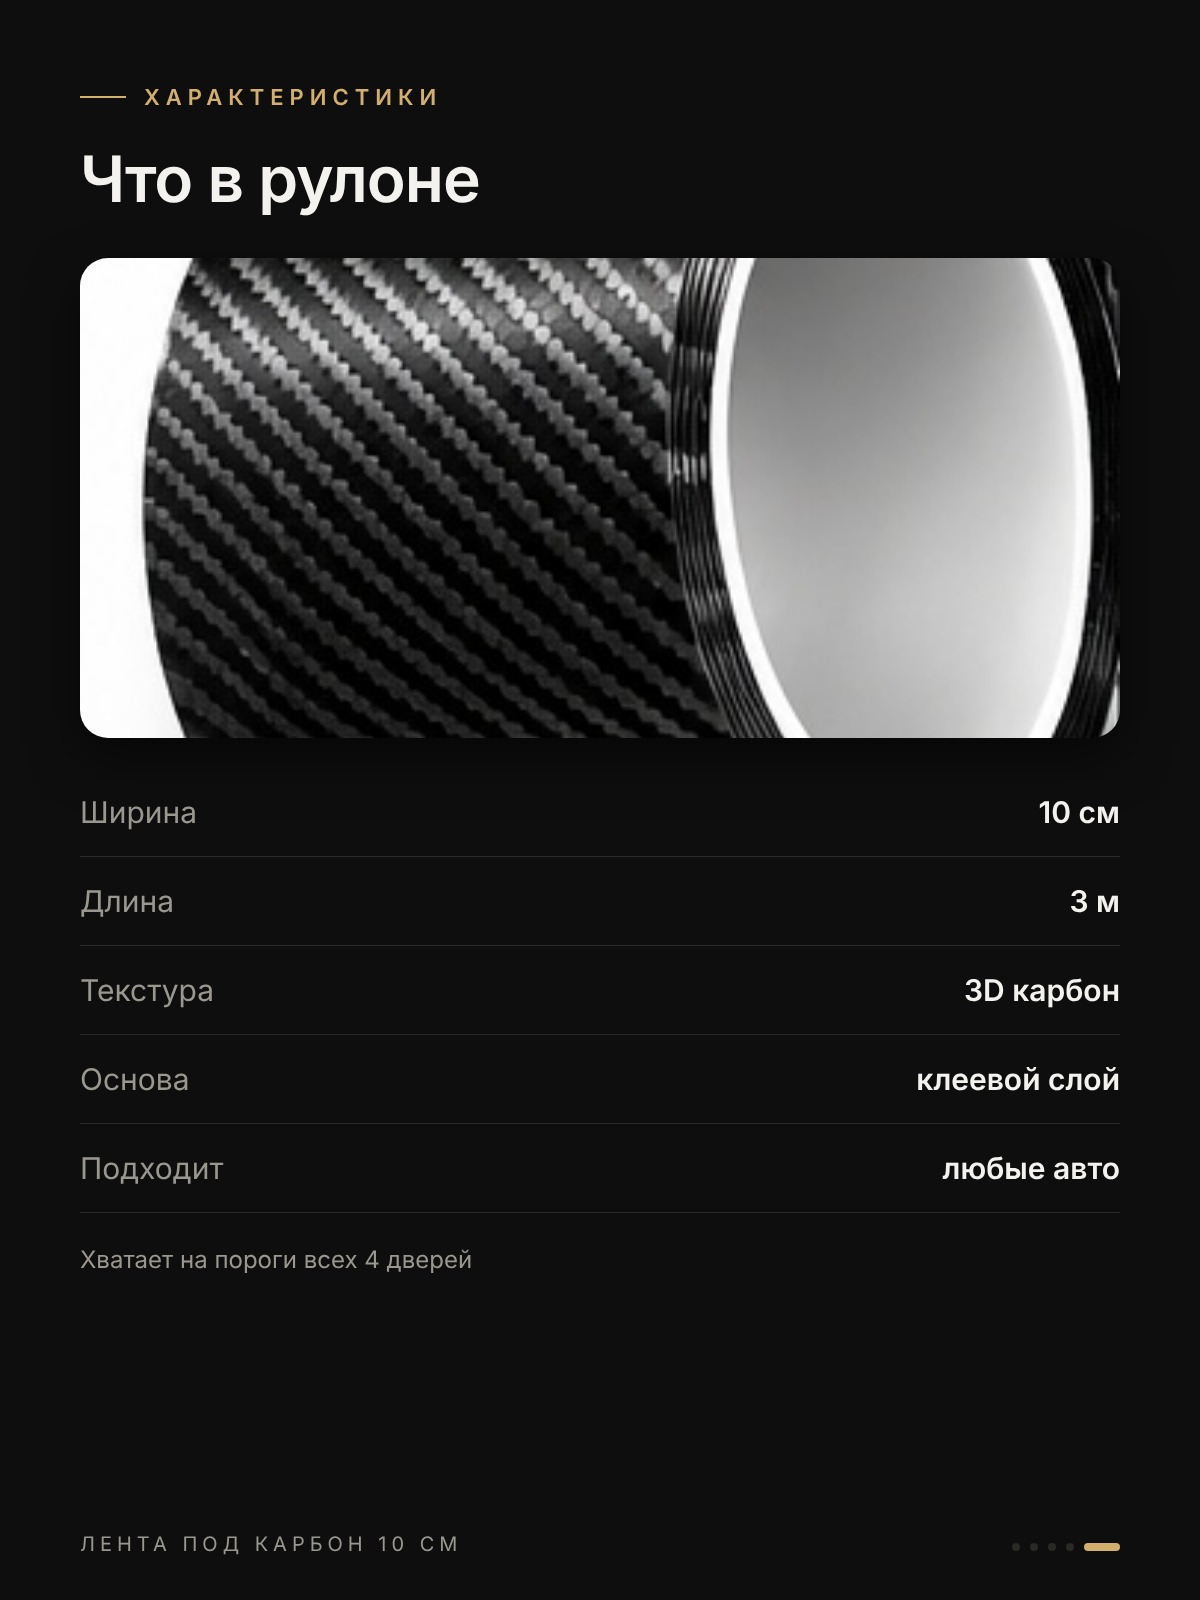 ХАРАКТЕРИСТИКИ
Что в рулоне
Ширина 10 см
Длина 3 м
Текстура 3D карбон
Основа клеевой слой
Подходит любые авто
Хватает на пороги всех 4 дверей
ЛЕНТА ПОД КАРБОН 10 СМ